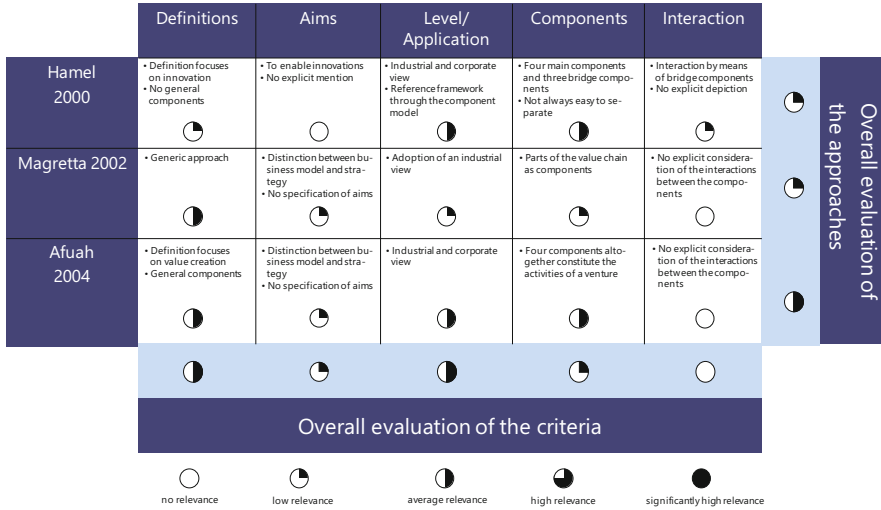 Definitions
Aims
Level/
Application
Components
Interaction
Hamel
2000
• Definition focuses
on innovation
• No general
components
• To enable innovations
• No explicit mention
• Industrial and corporate
view
• Reference framework
through the component
model
• Four main components
and three bridge compo-
nents
• Not always easy to se-
parate
• Interaction by means
of bridge components
• No explicit depiction
Magretta 2002
• Generic approach
• Distinction between bu-
siness model and strate-
gy
• No specification of aims
• Adoption of an industrial
view
• Parts of the value chain
as components
• No explicit considera-
tion of the interactions
between the compo-
nents
Afuah
2004
• Definition focuses
on value creation
• General components
• Distinction between bu-
siness model and strate-
gy
• No specification of aims
• Industrial and corporate
view
• Four components alto-
gether constitute the
activities of a venture
• No explicit considera-
tion of the interactions
between the compo-
nents
Overall evaluation of
the approaches
Overall evaluation of the criteria
no relevance
low relevance
average relevance
high relevance
significantly high relevance